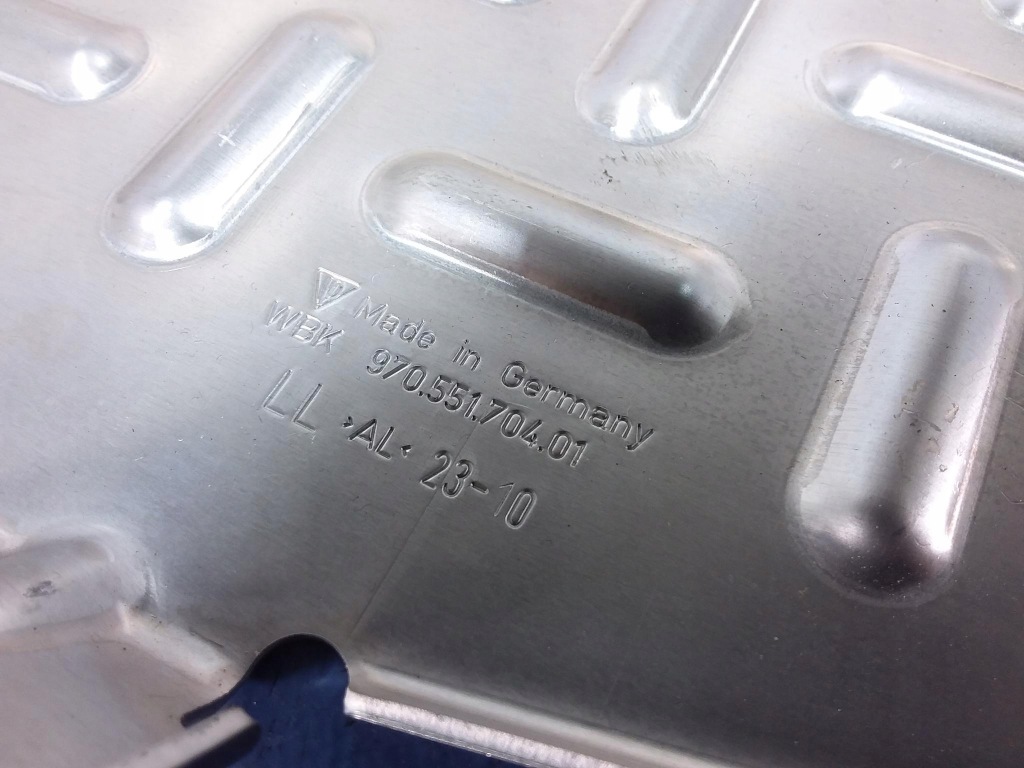 Made in Germany
WBK 970.551.704.01
LL >AL< 23-10